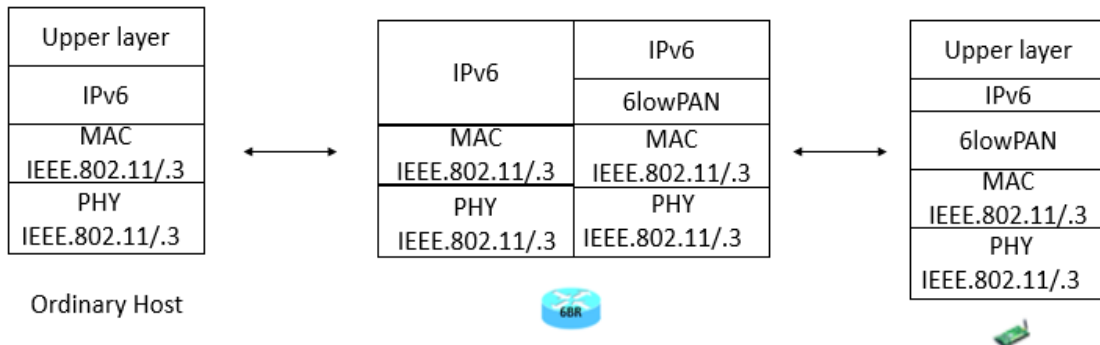 Upper layer
IPv6
MAC
IEEE.802.11/.3
PHY
IEEE.802.11/.3
Ordinary Host
IPv6
MAC
IEEE.802.11/.3
PHY
IEEE.802.11/.3
IPv6
6lowPAN
MAC
IEEE.802.11/.3
PHY
IEEE.802.11/.3
6BR
Upper layer
IPv6
6lowPAN
MAC
IEEE.802.11/.3
PHY
IEEE.802.11/.3